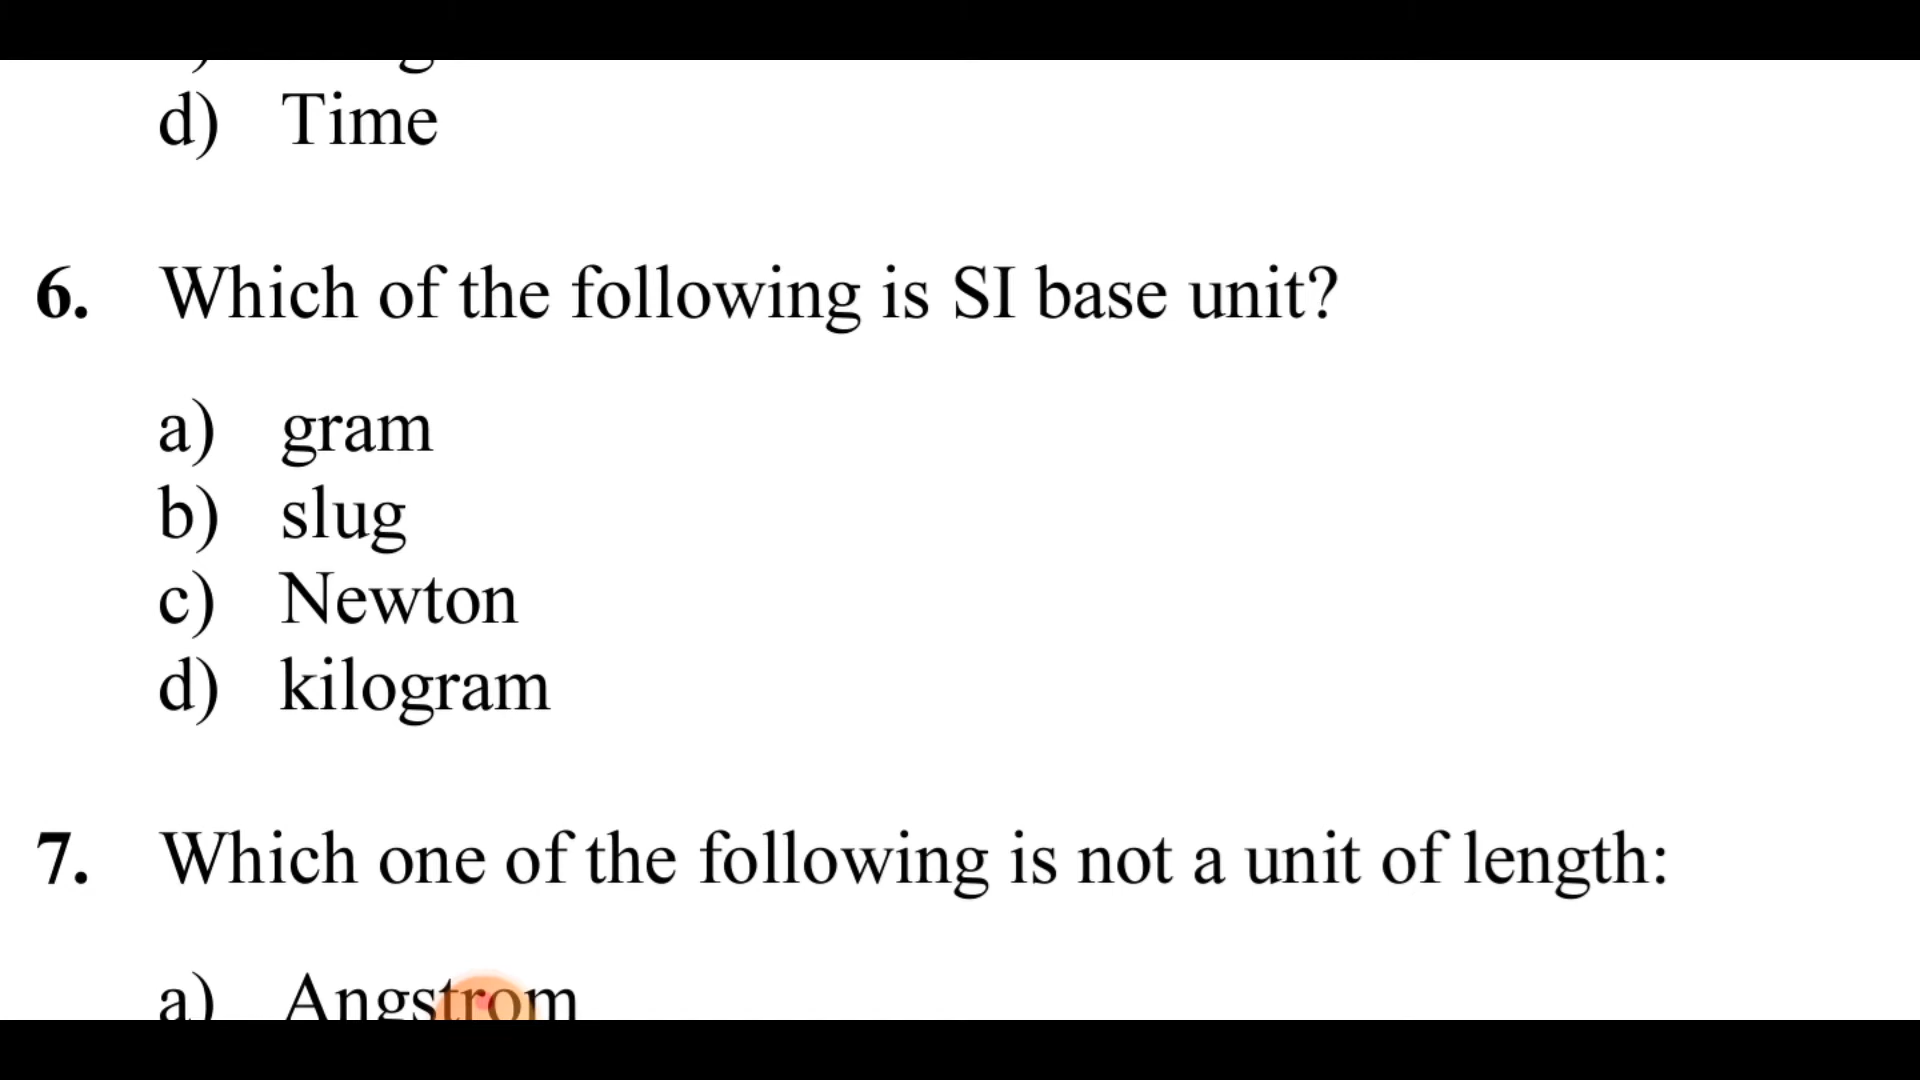 d) Time
6. Which of the following is SI base unit?
a) gram
b) slug
c) Newton
d) kilogram
7. Which one of the following is not a unit of length:
a) Angstrom